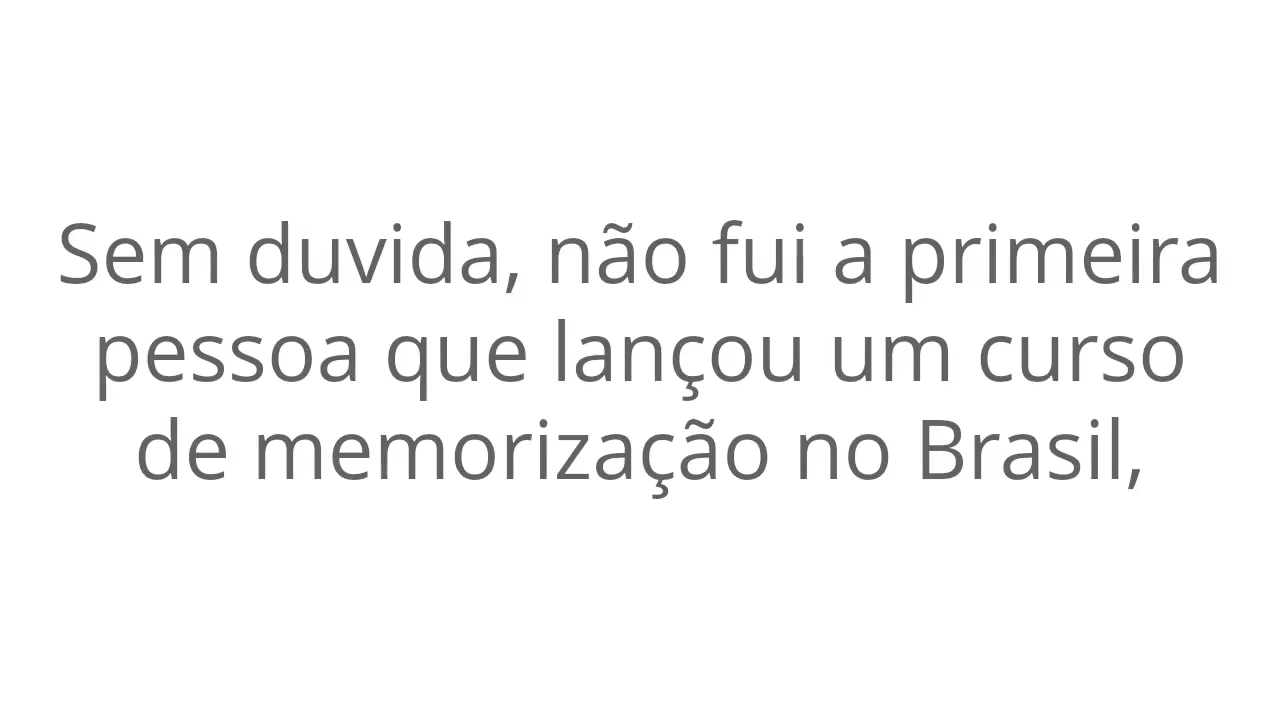 Sem duvida, não fui a primeira
pessoa que lançou um curso
de memorização no Brasil,